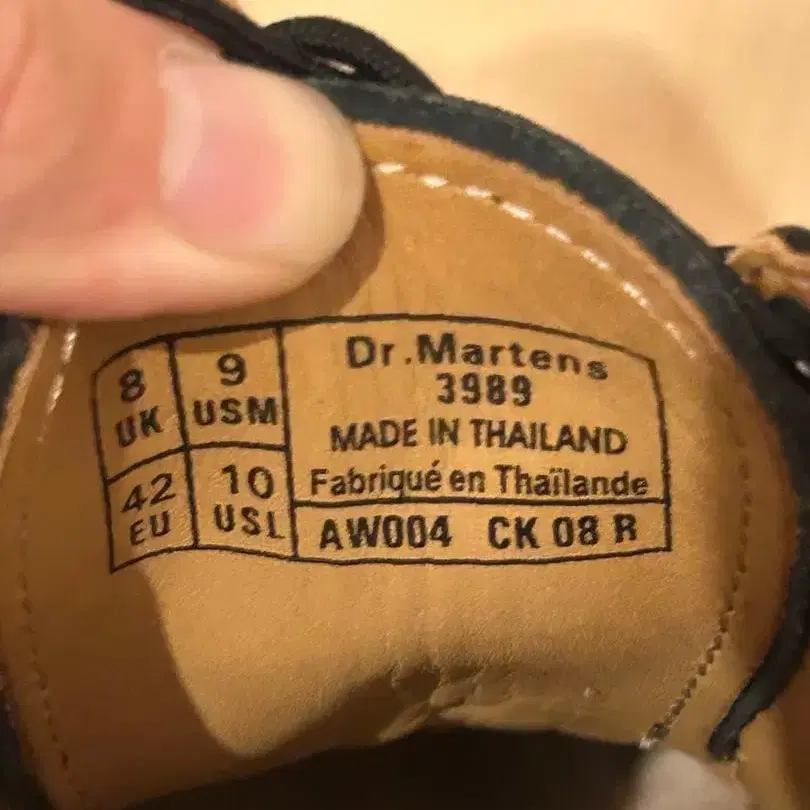 8
UK
9
USM
42
EU
10
USL
Dr.Martens
3989
MADE IN THAILAND
Fabriqué en Thaïlande
AW004 CK 08 R